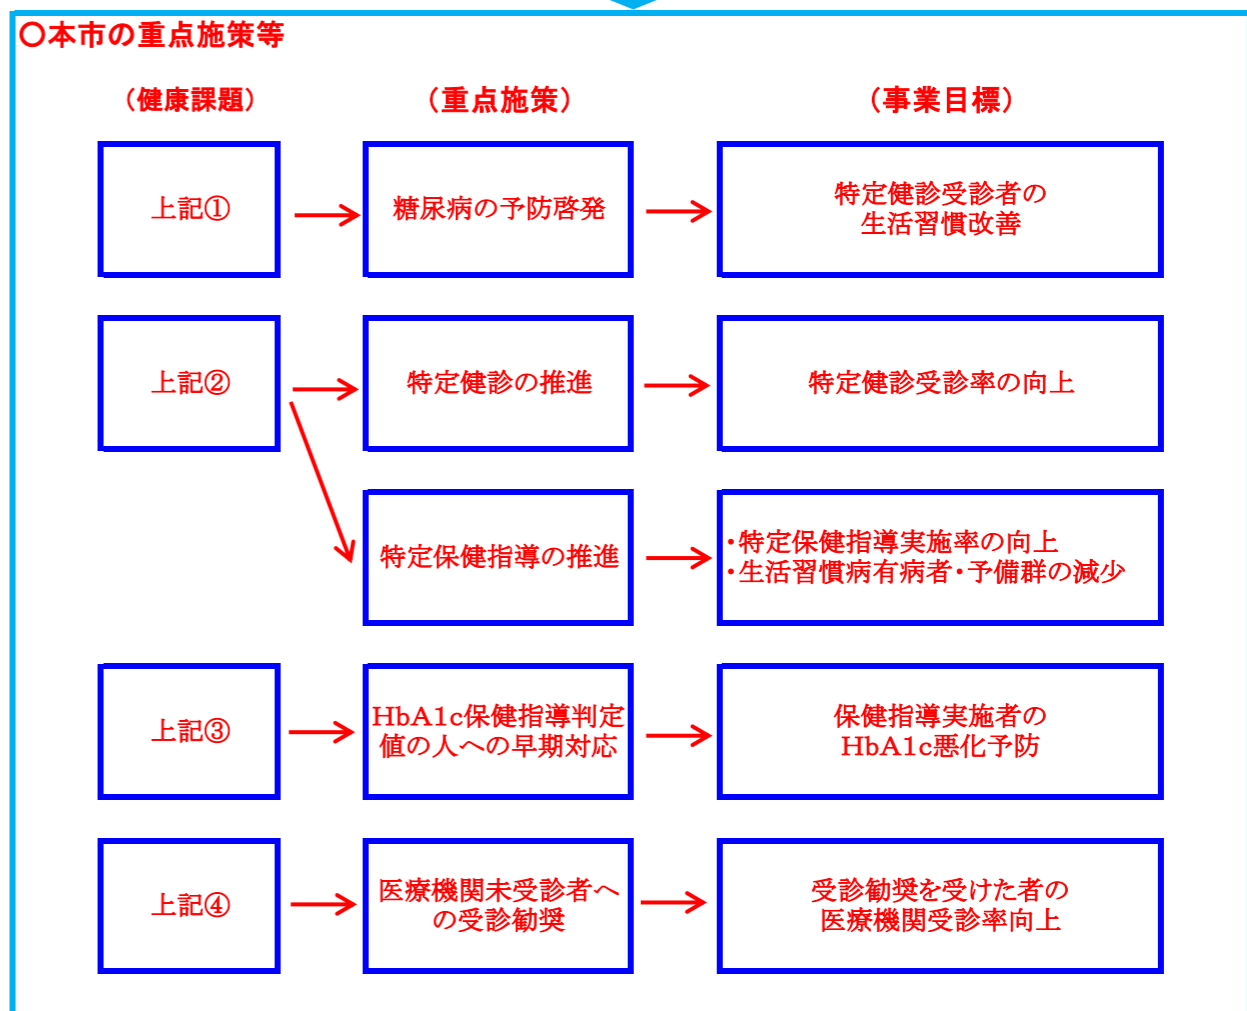 〇本市の重点施策等
（健康課題）
（重点施策）
（事業目標）
上記①
糖尿病の予防啓発
特定健診受診者の
生活習慣改善
上記②
特定健診の推進
特定健診受診率の向上
特定保健指導の推進
・特定保健指導実施率の向上
・生活習慣病有病者・予備群の減少
上記③
HbA1c保健指導判定
値の人への早期対応
保健指導実施者の
HbA1c悪化予防
上記④
医療機関未受診者へ
の受診勧奨
受診勧奨を受けた者の
医療機関受診率向上